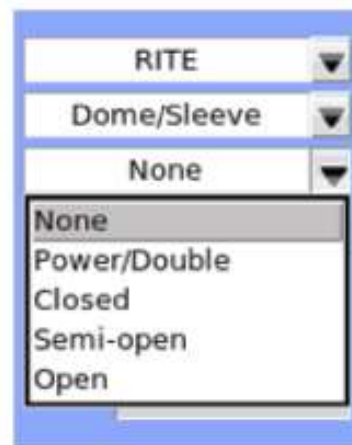 RITE
Dome/Sleeve
None
None
Power/Double
Closed
Semi-open
Open